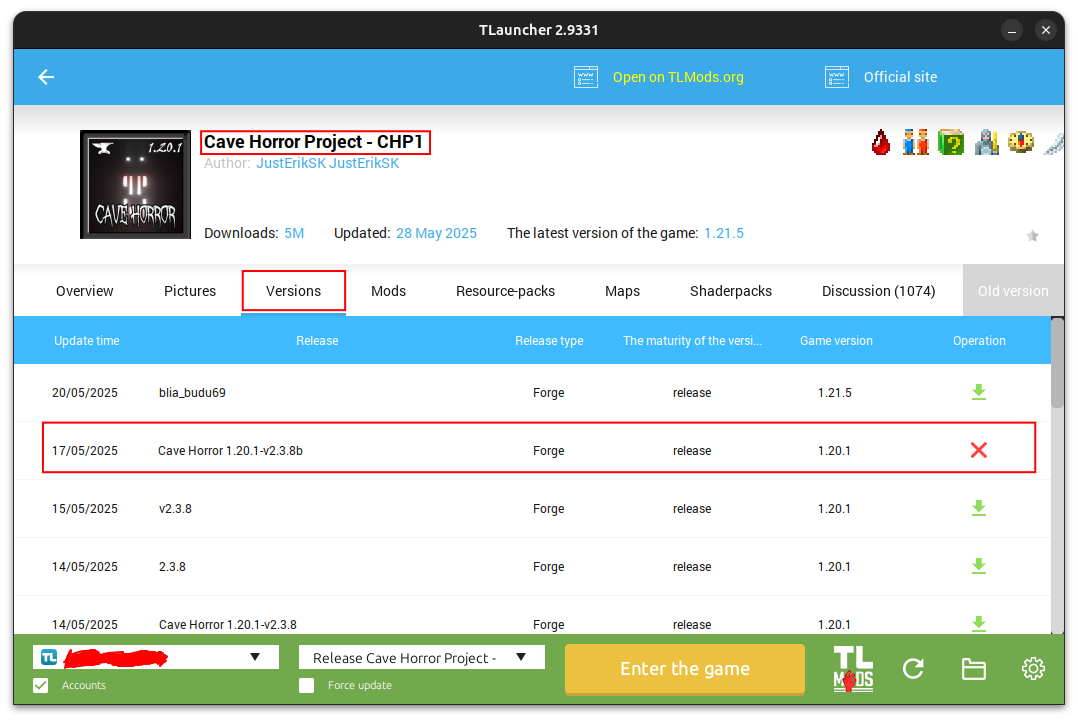 TLauncher 2.9331
Open on TLMods.org
Official site
1.20.1
CAVE HORROR
Cave Horror Project - CHP1
Author: JustErikSK JustErikSK
Downloads: 5M Updated: 28 May 2025 The latest version of the game: 1.21.5
Overview Pictures Versions Mods Resource-packs Maps Shaderpacks Discussion (1074) Old version
Update time Release Release type The maturity of the versi... Game version Operation
20/05/2025 blia_budu69 Forge release 1.21.5
17/05/2025 Cave Horror 1.20.1-v2.3.8b Forge release 1.20.1
15/05/2025 v2.3.8 Forge release 1.20.1
14/05/2025 2.3.8 Forge release 1.20.1
14/05/2025 Cave Horror 1.20.1-v2.3.8 Forge release 1.20.1
TL Release Cave Horror Project - Enter the game TL MODS
Accounts Force update